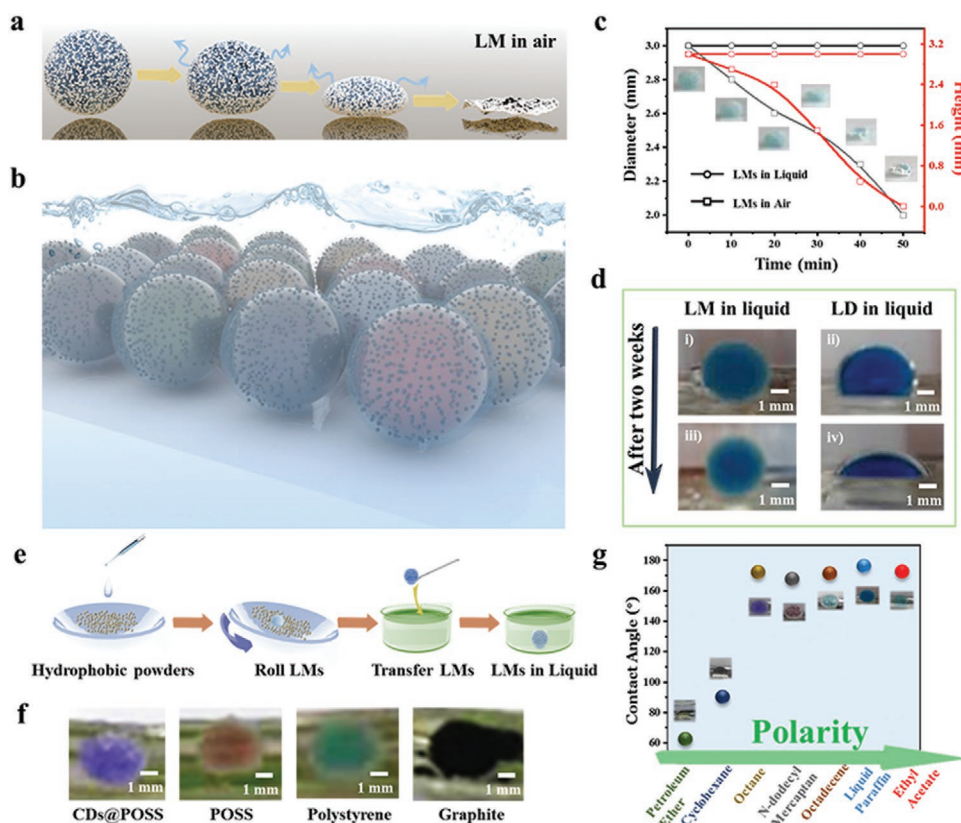 a
LM in air
b
c
Diameter (mm)
3.0
2.8
2.6
2.4
2.2
2.0
LMs in Liquid
LMs in Air
3.2
2.4
1.6
0.8
0.0
Height (mm)
0 10 20 30 40 50
Time (min)
d
LM in liquid LD in liquid
After two weeks
i)
1 mm
ii)
1 mm
iii)
1 mm
iv)
1 mm
e
Hydrophobic powders Roll LMs Transfer LMs LMs in Liquid
f
1 mm 1 mm 1 mm 1 mm
CDs@POSS POSS Polystyrene Graphite
g
Contact Angle (°)
180
160
140
120
100
80
60
Polarity
Petroleum
Ether
Cyclohexane
Octane
N-dodecyl
Mercaptan
Octadecene
Liquid
Paraffin
Ethyl
Acetate